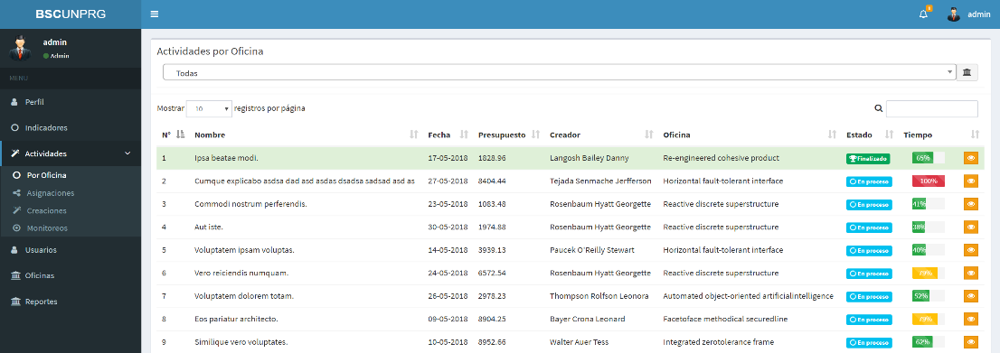 BSCUNPRG
8
admin
admin
Admin
MENU
Perfil
Indicadores
Actividades
Por Oficina
Asignaciones
Creaciones
Monitoreos
Usuarios
Oficinas
Reportes
Actividades por Oficina
Todas
Mostrar 10 registros por página
N° Nombre Fecha Presupuesto Creador Oficina Estado Tiempo
1 Ipsa beatae modi. 17-05-2018 1828.96 Langosh Bailey Danny Re-engineered cohesive product Finalizado 65%
2 Cumque explicabo asdsa dad asd asdas dsadsa sadsad asd as 27-05-2018 8404.44 Tejada Senmache Jerfferson Horizontal fault-tolerant interface En proceso 100%
3 Commodi nostrum perferendis. 23-05-2018 1083.48 Rosenbaum Hyatt Georgette Reactive discrete superstructure En proceso 41%
4 Aut iste. 30-05-2018 1974.88 Rosenbaum Hyatt Georgette Reactive discrete superstructure En proceso 38%
5 Voluptatem ipsam voluptas. 14-05-2018 3939.13 Paucek O'Reilly Stewart Horizontal fault-tolerant interface En proceso 40%
6 Vero reiciendis numquam. 24-05-2018 6572.54 Rosenbaum Hyatt Georgette Reactive discrete superstructure En proceso 79%
7 Voluptatem dolorem totam. 26-05-2018 2978.23 Thompson Rolfson Leonora Automated object-oriented artificialintelligence En proceso 52%
8 Eos pariatur architecto. 09-05-2018 8904.25 Bayer Crona Leonard Facetoface methodical securedline En proceso 79%
9 Similique vero voluptates. 10-05-2018 8952.66 Walter Auer Tess Integrated zerotolerance frame En proceso 62%